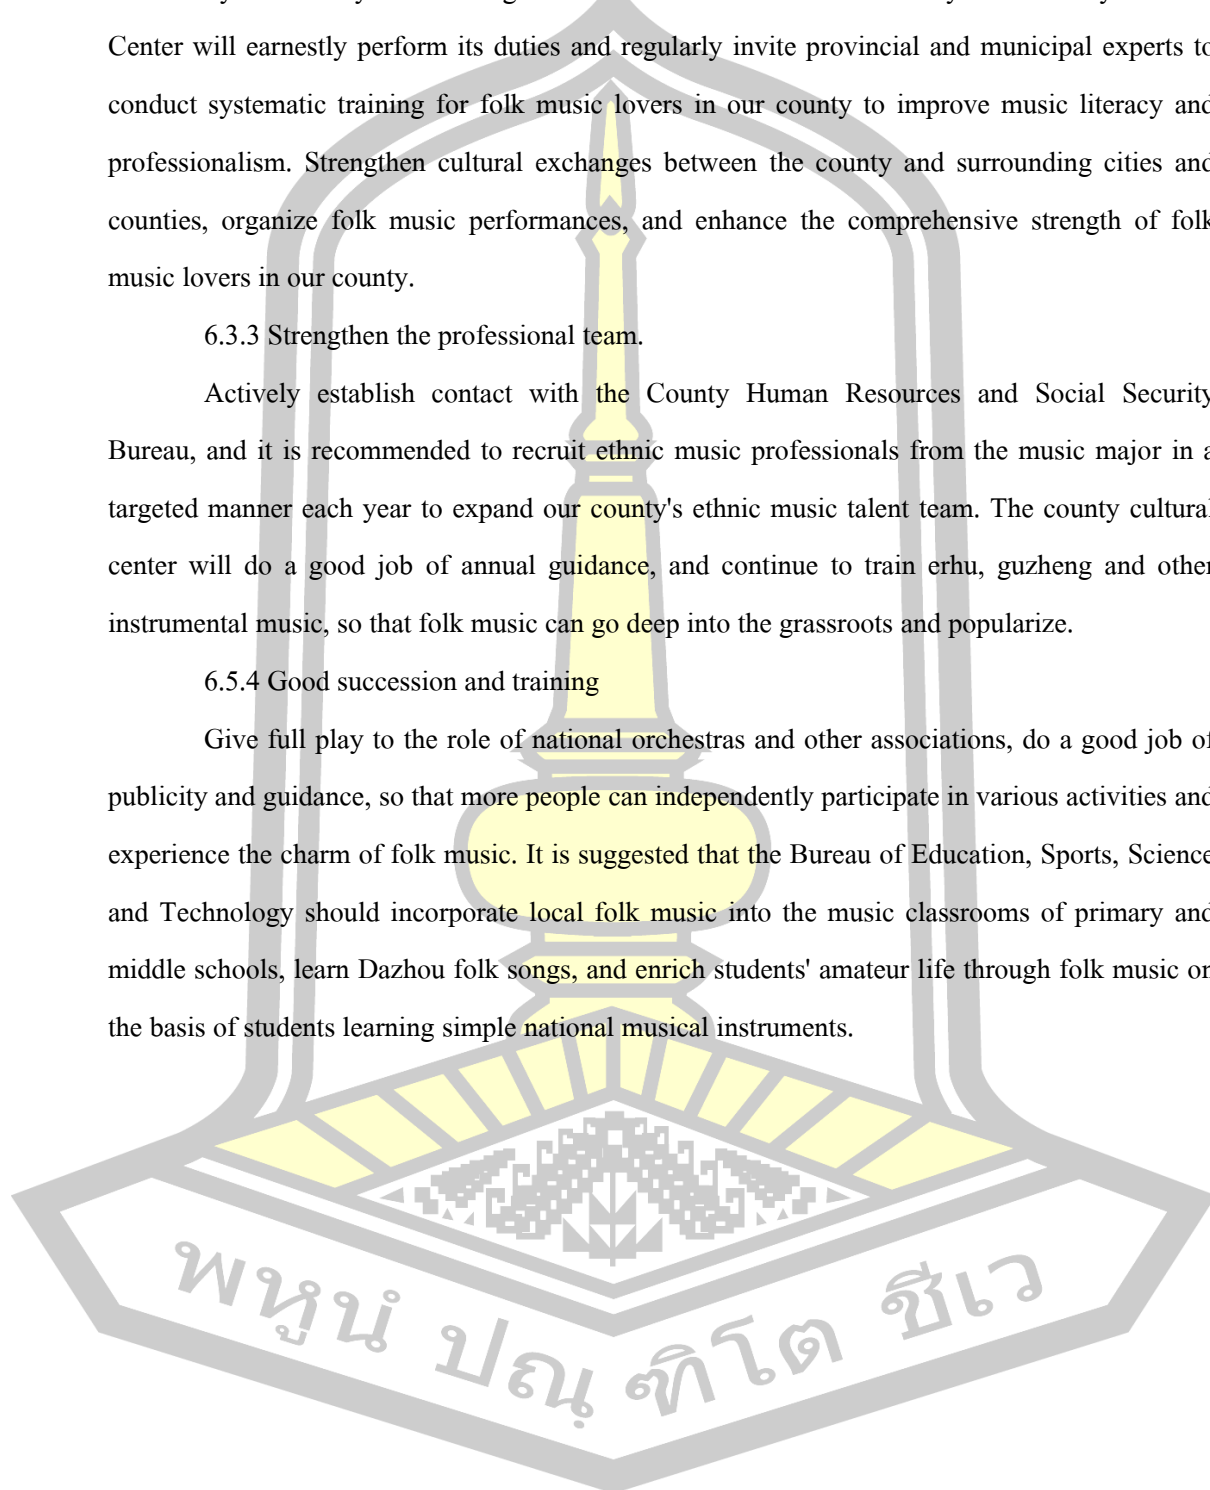 Center will earnestly perform its duties and regularly invite provincial and municipal experts to
conduct systematic training for folk music lovers in our county to improve music literacy and
professionalism. Strengthen cultural exchanges between the county and surrounding cities and
counties, organize folk music performances, and enhance the comprehensive strength of folk
music lovers in our county.
6.3.3 Strengthen the professional team.
Actively establish contact with the County Human Resources and Social Security
Bureau, and it is recommended to recruit ethnic music professionals from the music major in a
targeted manner each year to expand our county's ethnic music talent team. The county cultural
center will do a good job of annual guidance, and continue to train erhu, guzheng and other
instrumental music, so that folk music can go deep into the grassroots and popularize.
6.5.4 Good succession and training
Give full play to the role of national orchestras and other associations, do a good job of
publicity and guidance, so that more people can independently participate in various activities and
experience the charm of folk music. It is suggested that the Bureau of Education, Sports, Science
and Technology should incorporate local folk music into the music classrooms of primary and
middle schools, learn Dazhou folk songs, and enrich students' amateur life through folk music on
the basis of students learning simple national musical instruments.
พหูนํ ปณฺฑิโต ชีเว